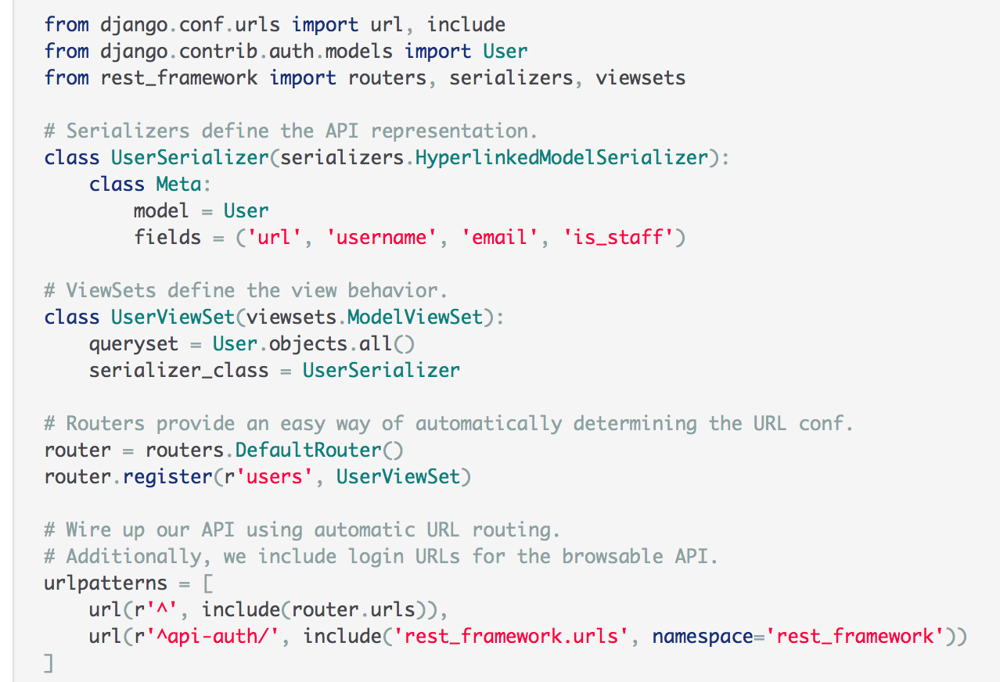 from django.conf.urls import url, include
from django.contrib.auth.models import User
from rest_framework import routers, serializers, viewsets

# Serializers define the API representation.
class UserSerializer(serializers.HyperlinkedModelSerializer):
    class Meta:
        model = User
        fields = ('url', 'username', 'email', 'is_staff')

# ViewSets define the view behavior.
class UserViewSet(viewsets.ModelViewSet):
    queryset = User.objects.all()
    serializer_class = UserSerializer

# Routers provide an easy way of automatically determining the URL conf.
router = routers.DefaultRouter()
router.register(r'users', UserViewSet)

# Wire up our API using automatic URL routing.
# Additionally, we include login URLs for the browsable API.
urlpatterns = [
    url(r'^', include(router.urls)),
    url(r'^api-auth/', include('rest_framework.urls', namespace='rest_framework'))
]